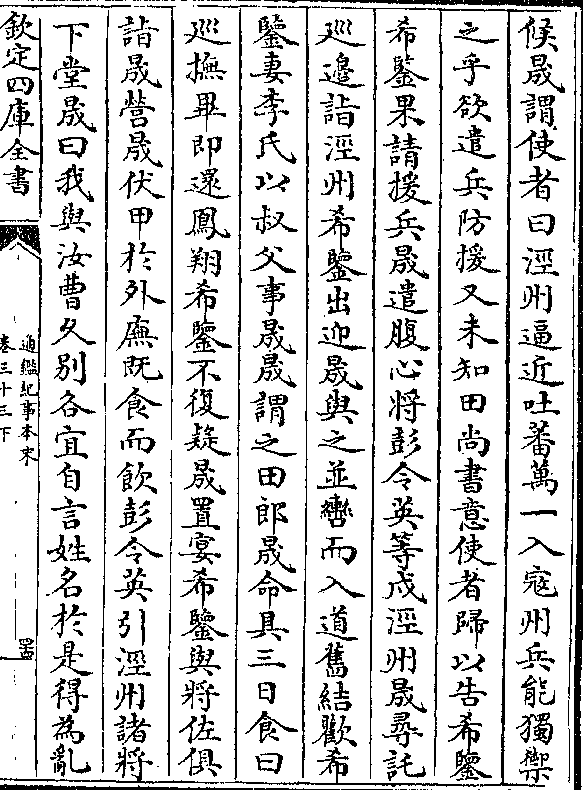 候晟謂使者曰涇州逼近吐蕃萬一入寇州兵能獨禦
之乎欲遣兵防援又未知田尚書意使者歸以告希鑒
希鑒果請援兵晟遣腹心將彭令英等戍涇州晟尋託
巡邊詣涇州希鑒出迎晟與之並轡而入道舊結歡希
鑒妻李氏以叔父事晟晟謂之田郎晟命具三日食曰
巡撫畢即還鳳翔希鑒不復疑晟置宴希鑒與將佐俱
詣晟營晟伏甲於外廡既食而飲彭令英引涇州諸將
下堂晟曰我與汝曹久別各宜自言姓名於是得為亂
欽定四庫全書
通鑑紀事本末
卷三十三下